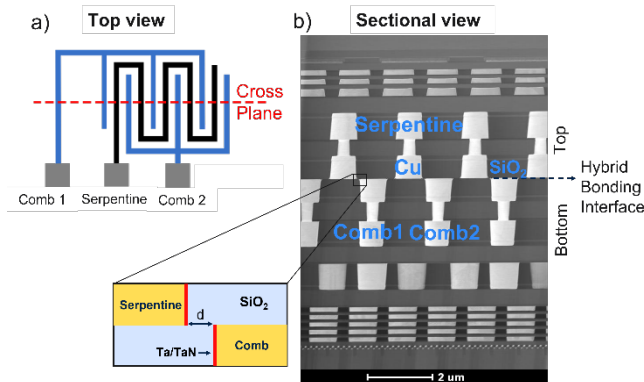 a)
Top view
Cross
Plane
Comb 1 Serpentine Comb 2
b)
Sectional view
Serpentine
Cu
SiO2
Comb1 Comb2
Top
Bottom
Hybrid
Bonding
Interface
2 um
Serpentine
SiO2
d
Ta/TaN
Comb